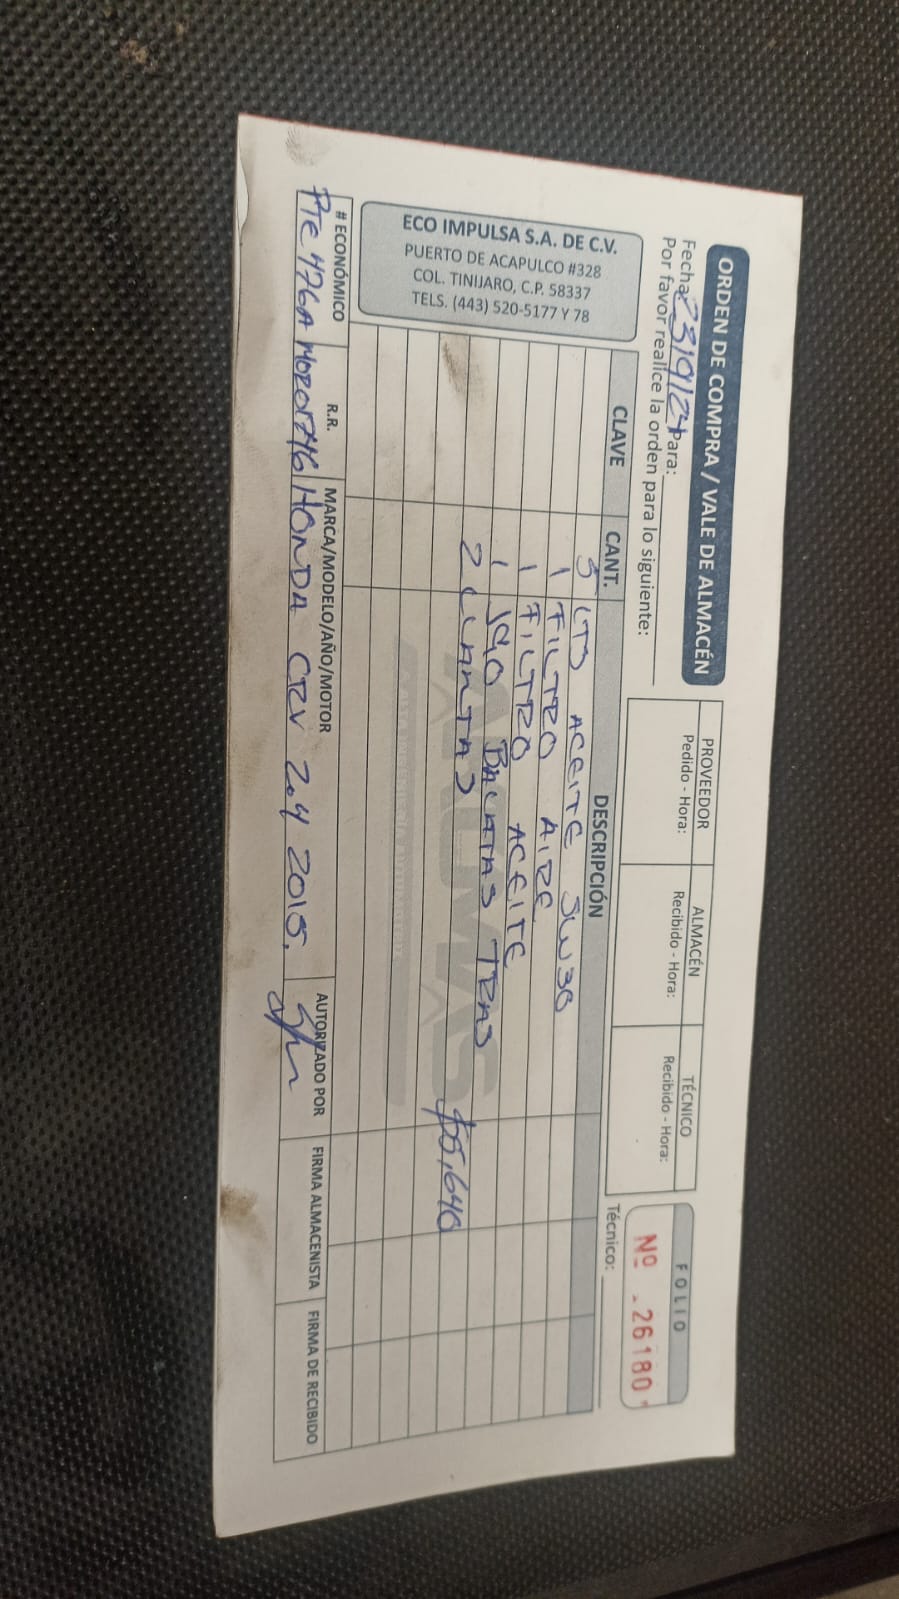 ORDEN DE COMPRA / VALE DE ALMACÉN
Fecha: 23/9/24 Para:
Por favor realice la orden para lo siguiente:
PROVEEDOR
Pedido - Hora:
ALMACÉN
Recibido - Hora:
TÉCNICO
Recibido - Hora:
FOLIO
Nº 26180
Técnico:
ECO IMPULSA S.A. DE C.V.
PUERTO DE ACAPULCO #328
COL. TINIJARO, C.P. 58337
TELS. (443) 520-5177 Y 78
CLAVE CANT. DESCRIPCIÓN
5 LTS ACEITE 5W30
1 FILTRO AIRE
1 FILTRO ACEITE
1 JGO BALATAS TRAS
2 LLANTAS
$5,640
# ECONÓMICO R.R. MARCA/MODELO/AÑO/MOTOR AUTORIZADO POR FIRMA ALMACENISTA FIRMA DE RECIBIDO
PTE 476A HONDA CRV 2.4 2015.